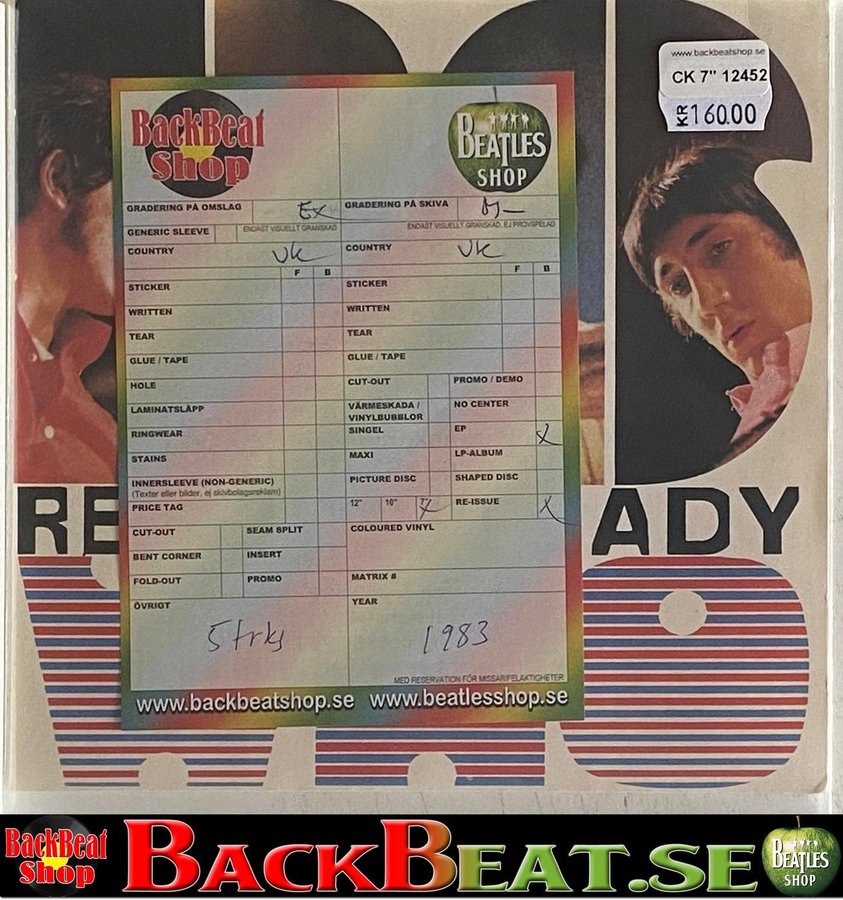 www.backbeatshop.se
CK 7" 12452
KR 160.00
BackBeat
Shop
BEATLES
SHOP
GRADERING PÅ OMSLAG Ex
GRADERING PÅ SKIVA M-
GENERIC SLEEVE
ENDAST VISUELLT GRANSKAD
ENDAST VISUELLT GRANSKAD, EJ PROVSPELAD
COUNTRY UK
COUNTRY UK
F B
F B
STICKER
STICKER
WRITTEN
WRITTEN
TEAR
TEAR
GLUE / TAPE
GLUE / TAPE
HOLE
CUT-OUT PROMO / DEMO
LAMINATSLÄPP
VÄRMESKADA /
VINYLBUBBLOR
NO CENTER
RINGWEAR
SINGEL EP X
STAINS
MAXI LP-ALBUM
INNERSLEEVE (NON-GENERIC)
(Texter eller bilder, ej skivbolagsreklam)
PICTURE DISC SHAPED DISC
PRICE TAG
12" 10" 7" X RE-ISSUE X
CUT-OUT SEAM SPLIT
COLOURED VINYL
BENT CORNER INSERT
FOLD-OUT PROMO
MATRIX #
ÖVRIGT
YEAR
5 trks
1983
MED RESERVATION FÖR MISSAR/FELAKTIGHETER
www.backbeatshop.se www.beatlesshop.se
RE
ADY
BackBeat
Shop
BACKBEAT.SE
BEATLES
SHOP